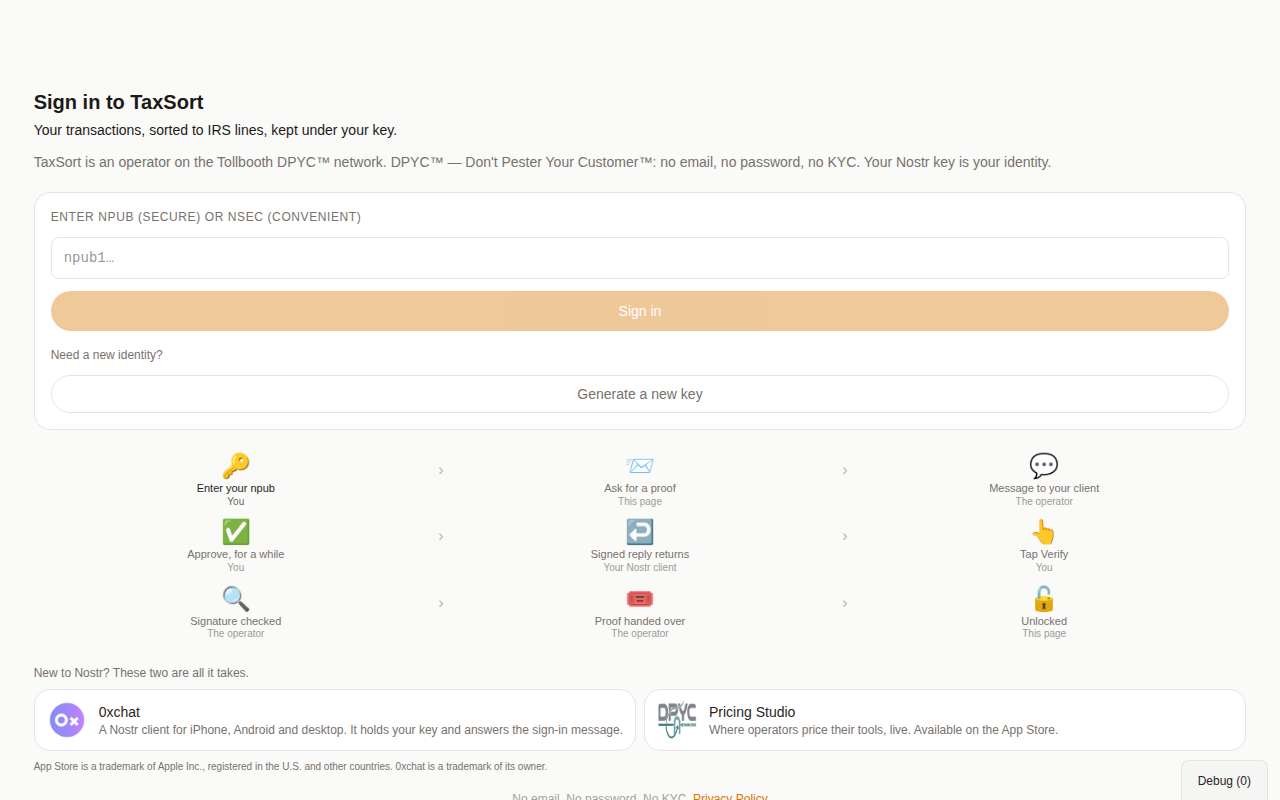 Sign in to TaxSort
Your transactions, sorted to IRS lines, kept under your key.
TaxSort is an operator on the Tollbooth DPYC™ network. DPYC™ — Don't Pester Your Customer™: no email, no password, no KYC. Your Nostr key is your identity.
ENTER NPUB (SECURE) OR NSEC (CONVENIENT)
npub1…
Sign in
Need a new identity?
Generate a new key
Enter your npub
You
›
Ask for a proof
This page
›
Message to your client
The operator
Approve, for a while
You
›
Signed reply returns
Your Nostr client
›
Tap Verify
You
Signature checked
The operator
›
Proof handed over
The operator
›
Unlocked
This page
New to Nostr? These two are all it takes.
0xchat
A Nostr client for iPhone, Android and desktop. It holds your key and answers the sign-in message.
DPYC
Pricing Studio
Where operators price their tools, live. Available on the App Store.
App Store is a trademark of Apple Inc., registered in the U.S. and other countries. 0xchat is a trademark of its owner.
Debug (0)
No email. No password. No KYC. Privacy Policy